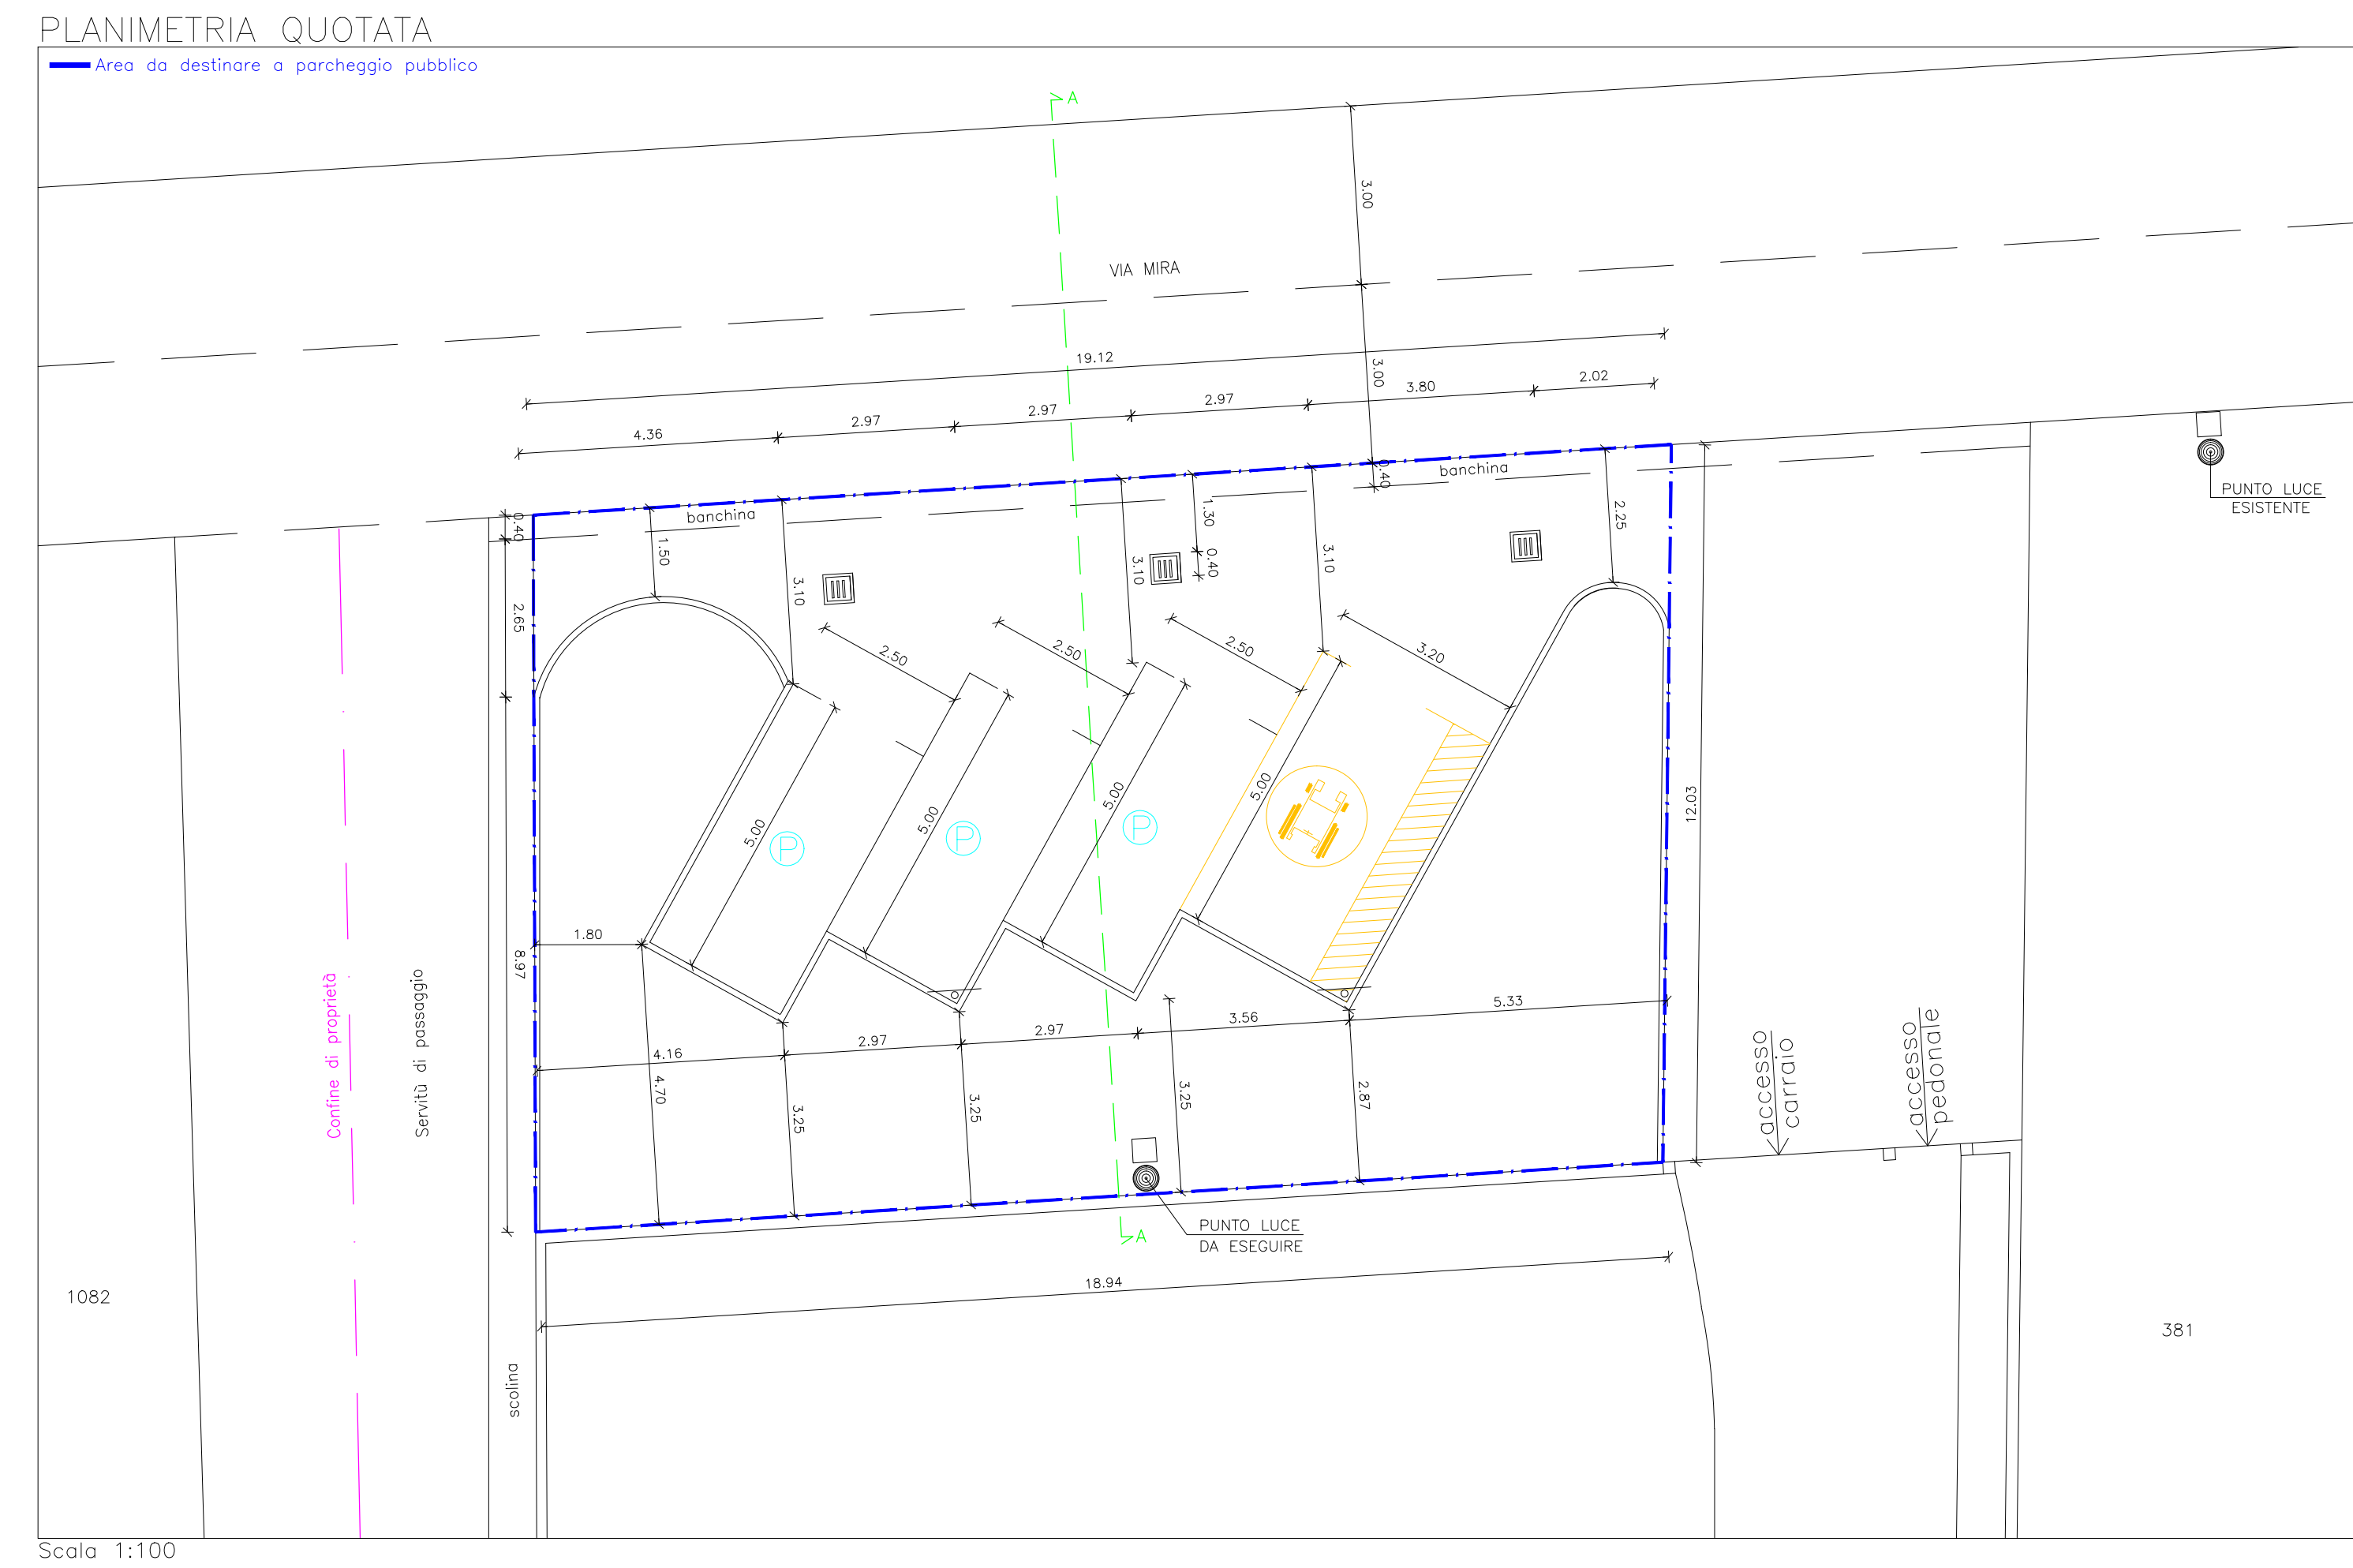 PLANIMETRIA QUOTATA
Area da destinare a parcheggio pubblico
A
3.00
VIA MIRA
19.12
3.00
4.36
2.97
2.97
2.97
3.80
2.02
banchina
banchina
0.40
0.40
1.50
3.10
3.10
1.30
0.40
3.10
2.25
PUNTO LUCE
ESISTENTE
2.65
2.50
2.50
2.50
3.20
5.00
5.00
5.00
5.00
P
P
P
12.03
1.80
8.97
Confine di proprietà
Servitù di passaggio
4.16
2.97
2.97
3.56
5.33
4.70
3.25
3.25
3.25
2.87
accesso
carraio
accesso
pedonale
A
PUNTO LUCE
DA ESEGUIRE
18.94
1082
381
scolina
Scala 1:100